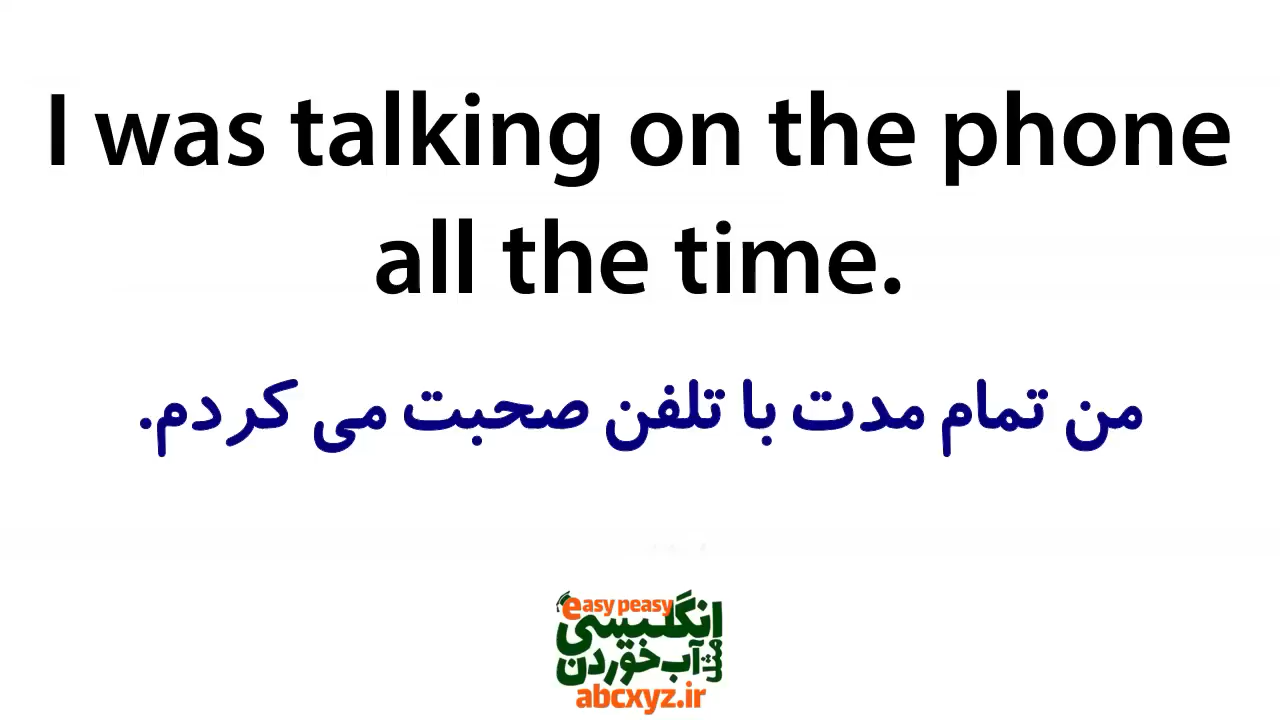 I was talking on the phone
all the time.
من تمام مدت با تلفن صحبت می کردم.
easy peasy
انگلیسی
مثل آب خوردن
abcxyz.ir